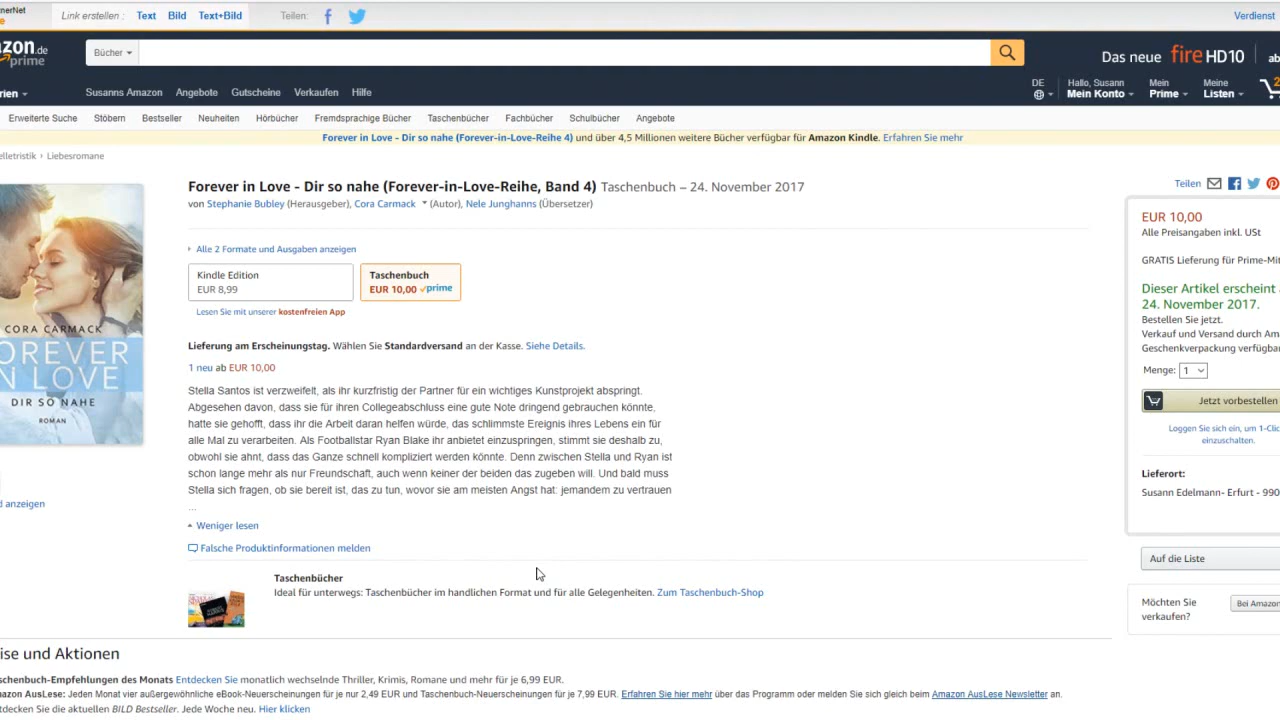 Link erstellen : Text Bild Text+Bild Teilen:
Verdienst
amazon.de
prime
Bücher
Das neue fire HD10
Susanns Amazon Angebote Gutscheine Verkaufen Hilfe
DE
Hallo, Susann
Mein Konto
Mein
Prime
Meine
Listen
Erweiterte Suche Stöbern Bestseller Neuheiten Hörbücher Fremdsprachige Bücher Taschenbücher Fachbücher Schulbücher Angebote
Forever in Love - Dir so nahe (Forever-in-Love-Reihe 4) und über 4,5 Millionen weitere Bücher verfügbar für Amazon Kindle. Erfahren Sie mehr
elletristik › Liebesromane
Forever in Love - Dir so nahe (Forever-in-Love-Reihe, Band 4) Taschenbuch – 24. November 2017
von Stephanie Bubley (Herausgeber), Cora Carmack (Autor), Nele Junghanns (Übersetzer)
Alle 2 Formate und Ausgaben anzeigen
Kindle Edition
EUR 8,99
Taschenbuch
EUR 10,00 prime
Lesen Sie mit unserer kostenfreien App
Lieferung am Erscheinungstag. Wählen Sie Standardversand an der Kasse. Siehe Details.
1 neu ab EUR 10,00
Stella Santos ist verzweifelt, als ihr kurzfristig der Partner für ein wichtiges Kunstprojekt abspringt.
Abgesehen davon, dass sie für ihren Collegeabschluss eine gute Note dringend gebrauchen könnte,
hatte sie gehofft, dass ihr die Arbeit daran helfen würde, das schlimmste Ereignis ihres Lebens ein für
alle Mal zu verarbeiten. Als Footballstar Ryan Blake ihr anbietet einzuspringen, stimmt sie deshalb zu,
obwohl sie ahnt, dass das Ganze schnell kompliziert werden könnte. Denn zwischen Stella und Ryan ist
schon lange mehr als nur Freundschaft, auch wenn keiner der beiden das zugeben will. Und bald muss
Stella sich fragen, ob sie bereit ist, das zu tun, wovor sie am meisten Angst hat: jemandem zu vertrauen
...
Weniger lesen
Falsche Produktinformationen melden
Taschenbücher
Ideal für unterwegs: Taschenbücher im handlichen Format und für alle Gelegenheiten. Zum Taschenbuch-Shop
CORA CARMACK
OREVER
N LOVE
DIR SO NAHE
ROMAN
d anzeigen
Teilen
EUR 10,00
Alle Preisangaben inkl. USt
GRATIS Lieferung für Prime-Mit
Dieser Artikel erscheint
24. November 2017.
Bestellen Sie jetzt.
Verkauf und Versand durch Am
Geschenkverpackung verfügba
Menge: 1
Jetzt vorbestellen
Loggen Sie sich ein, um 1-Clic
einzuschalten.
Lieferort:
Susann Edelmann- Erfurt - 990
Auf die Liste
Möchten Sie
verkaufen?
Bei Amazon
ise und Aktionen
schenbuch-Empfehlungen des Monats Entdecken Sie monatlich wechselnde Thriller, Krimis, Romane und mehr für je 6,99 EUR.
azon AusLese: Jeden Monat vier außergewöhnliche eBook-Neuerscheinungen für je nur 2,49 EUR und Taschenbuch-Neuerscheinungen für je 7,99 EUR. Erfahren Sie hier mehr über das Programm oder melden Sie sich gleich beim Amazon AusLese Newsletter an.
tdecken Sie die aktuellen BILD Bestseller. Jede Woche neu. Hier klicken